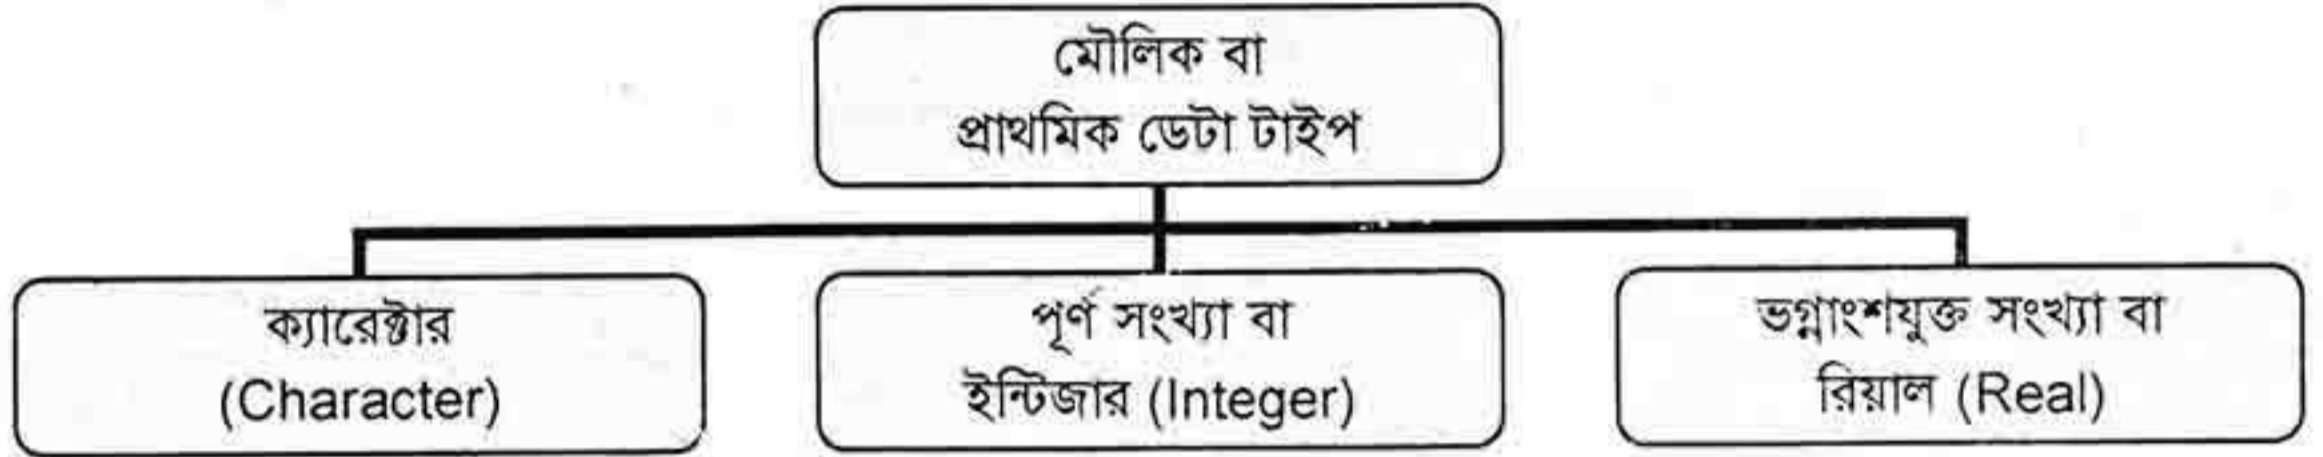 মৌলিক বা
প্রাথমিক ডেটা টাইপ
ক্যারেক্টার
(Character)
পূর্ণ সংখ্যা বা
ইন্টিজার (Integer)
ভগ্নাংশযুক্ত সংখ্যা বা
রিয়াল (Real)